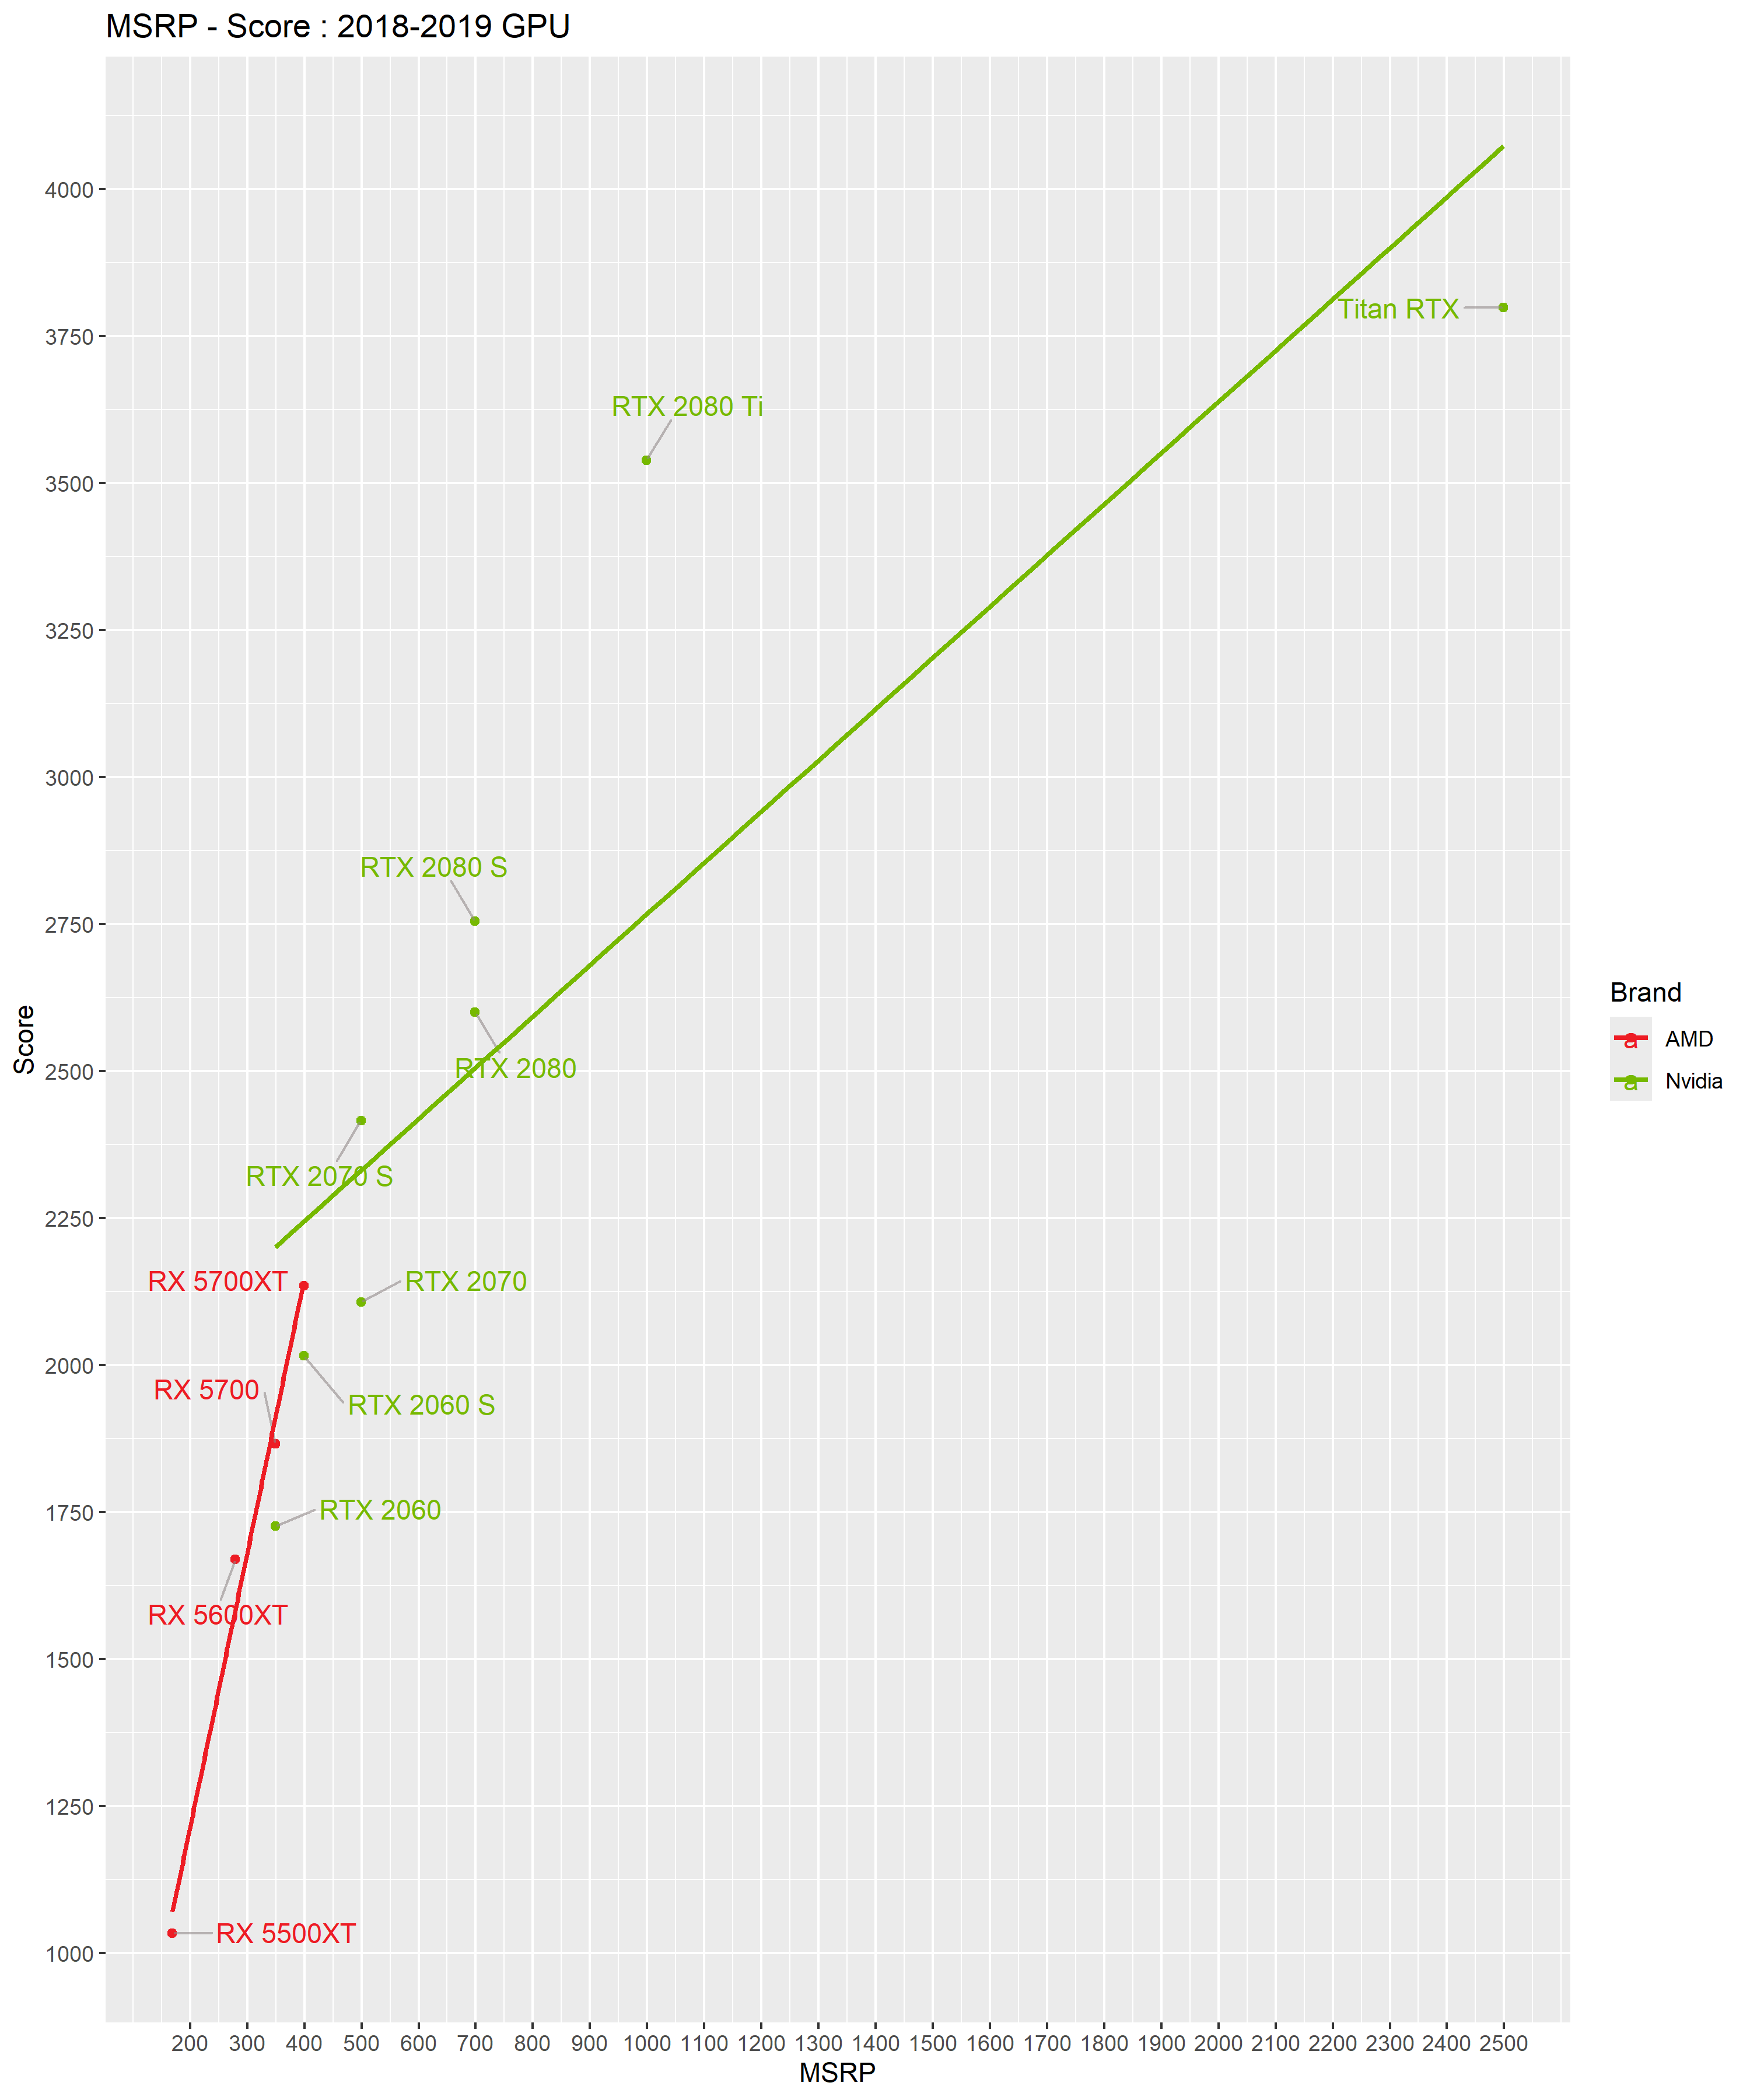 MSRP - Score : 2018-2019 GPU
4000
3750
3500
3250
3000
2750
2500
2250
2000
1750
1500
1250
1000
Score
Titan RTX
RTX 2080 Ti
RTX 2080 S
RTX 2080
RTX 2070 S
RX 5700XT
RTX 2070
RX 5700
RTX 2060 S
RTX 2060
RX 5600XT
RX 5500XT
Brand
a AMD
a Nvidia
200 300 400 500 600 700 800 900 1000 1100 1200 1300 1400 1500 1600 1700 1800 1900 2000 2100 2200 2300 2400 2500
MSRP